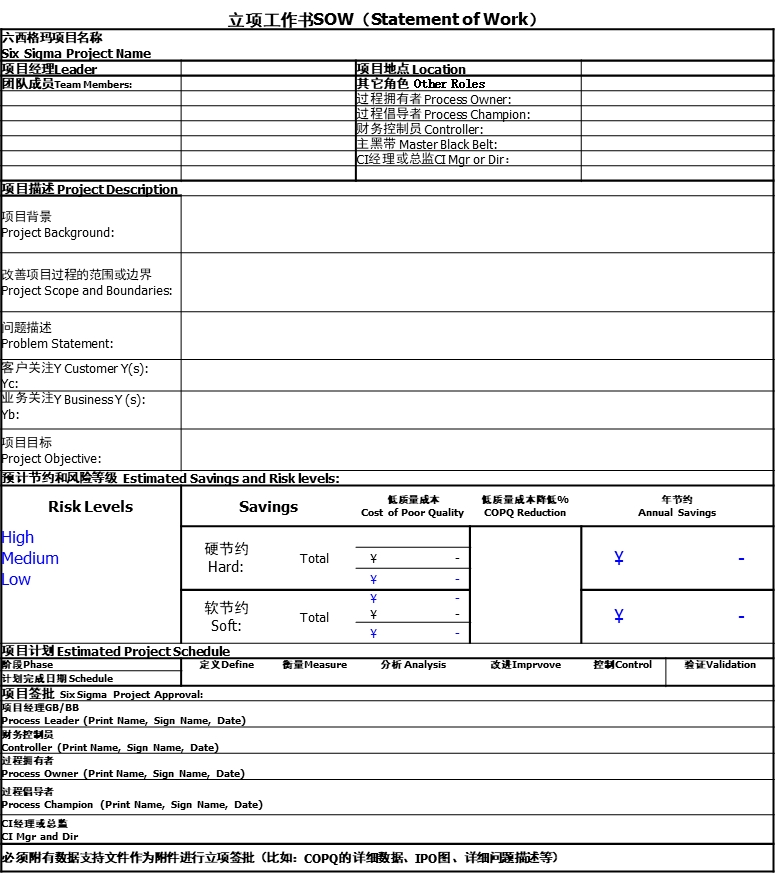 立项工作书SOW（Statement of Work）
六西格玛项目名称
Six Sigma Project Name
项目经理Leader 项目地点 Location
团队成员Team Members: 其它角色 Other Roles
过程拥有者 Process Owner:
过程倡导者 Process Champion:
财务控制员 Controller:
主黑带 Master Black Belt:
CI经理或总监CI Mgr or Dir：
项目描述 Project Description
项目背景
Project Background:
改善项目过程的范围或边界
Project Scope and Boundaries:
问题描述
Problem Statement:
客户关注Y Customer Y(s):
Yc:
业务关注Y Business Y (s):
Yb:
项目目标
Project Objective:
预计节约和风险等级 Estimated Savings and Risk levels:
Risk Levels Savings 低质量成本 低质量成本降低% 年节约
Cost of Poor Quality COPQ Reduction Annual Savings
High
Medium
Low
硬节约
Hard:
Total ¥ -
¥ -
¥ -
软节约
Soft:
¥ -
Total ¥ -
¥ -
¥ -
项目计划 Estimated Project Schedule
阶段Phase 定义Define 衡量Measure 分析 Analysis 改进Imprvove 控制Control 验证Validation
计划完成日期 Schedule
项目签批 Six Sigma Project Approval:
项目经理GB/BB
Process Leader (Print Name, Sign Name, Date)
财务控制员
Controller (Print Name, Sign Name, Date)
过程拥有者
Process Owner (Print Name, Sign Name, Date)
过程倡导者
Process Champion (Print Name, Sign Name, Date)
CI经理或总监
CI Mgr and Dir
必须附有数据支持文件作为附件进行立项签批（比如：COPQ的详细数据、IPO图、详细问题描述等）